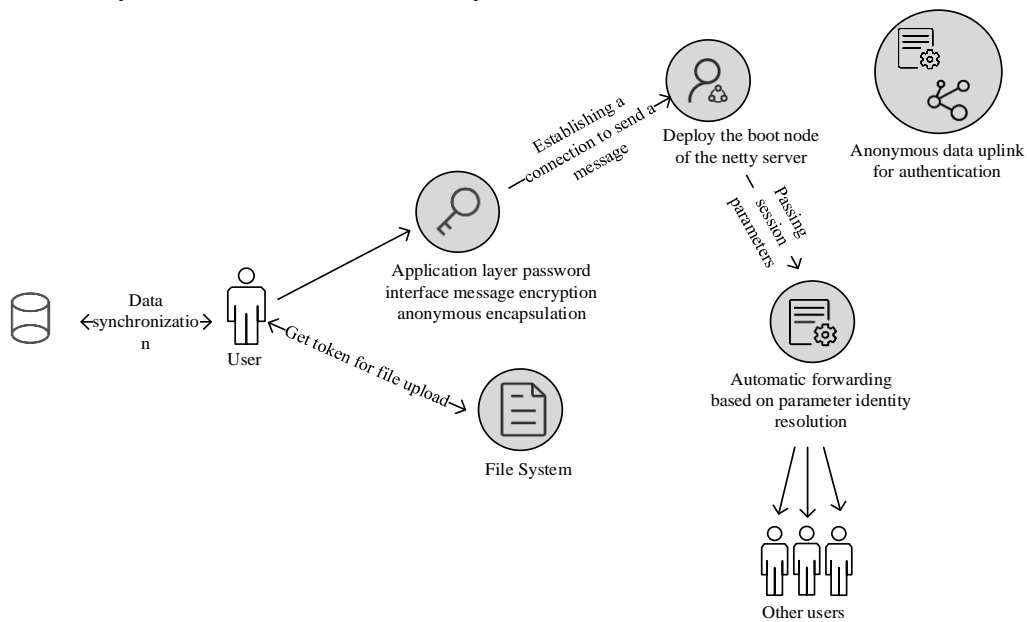 Establishing a
connection to send a
message
Deploy the boot node
of the netty server
Anonymous data uplink
for authentication
Passing
session
parameters
Application layer password
interface message encryption
anonymous encapsulation
Data
synchronizatio
n
User
Get token for file upload
Automatic forwarding
based on parameter identity
resolution
File System
Other users